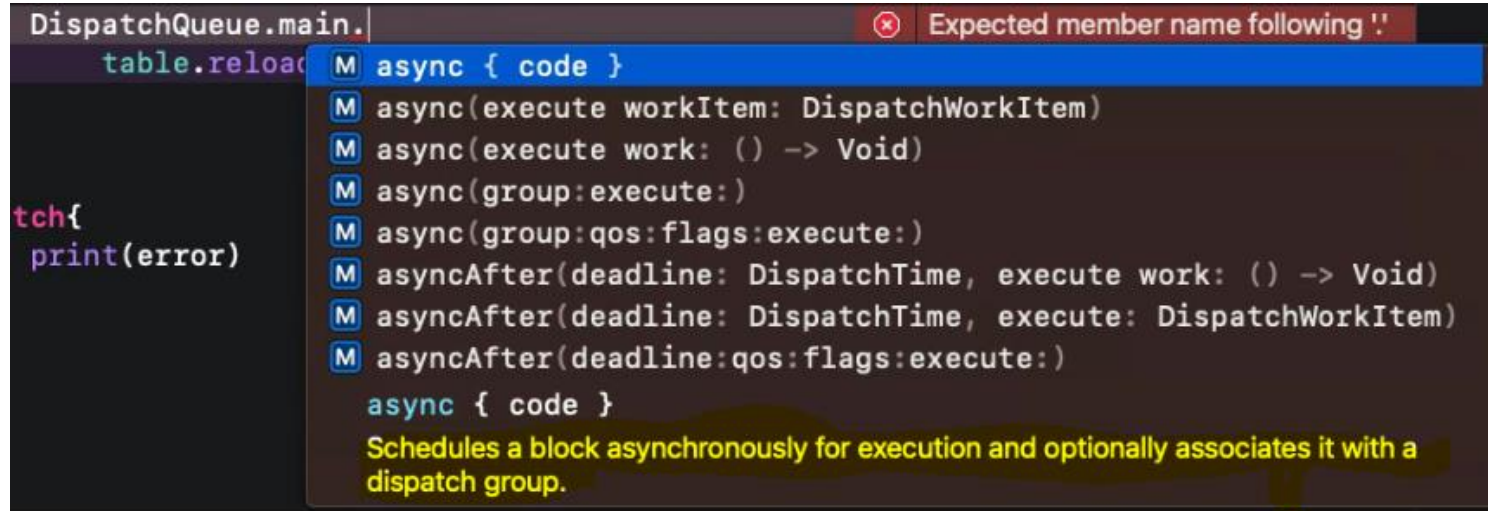 DispatchQueue.main.
Expected member name following '.'
table.reload
async { code }
async(execute workItem: DispatchWorkItem)
async(execute work: () -> Void)
async(group:execute:)
tch{
async(group:qos:flags:execute:)
print(error)
asyncAfter(deadline: DispatchTime, execute work: () -> Void)
asyncAfter(deadline: DispatchTime, execute: DispatchWorkItem)
asyncAfter(deadline:qos:flags:execute:)
async { code }
Schedules a block asynchronously for execution and optionally associates it with a
dispatch group.